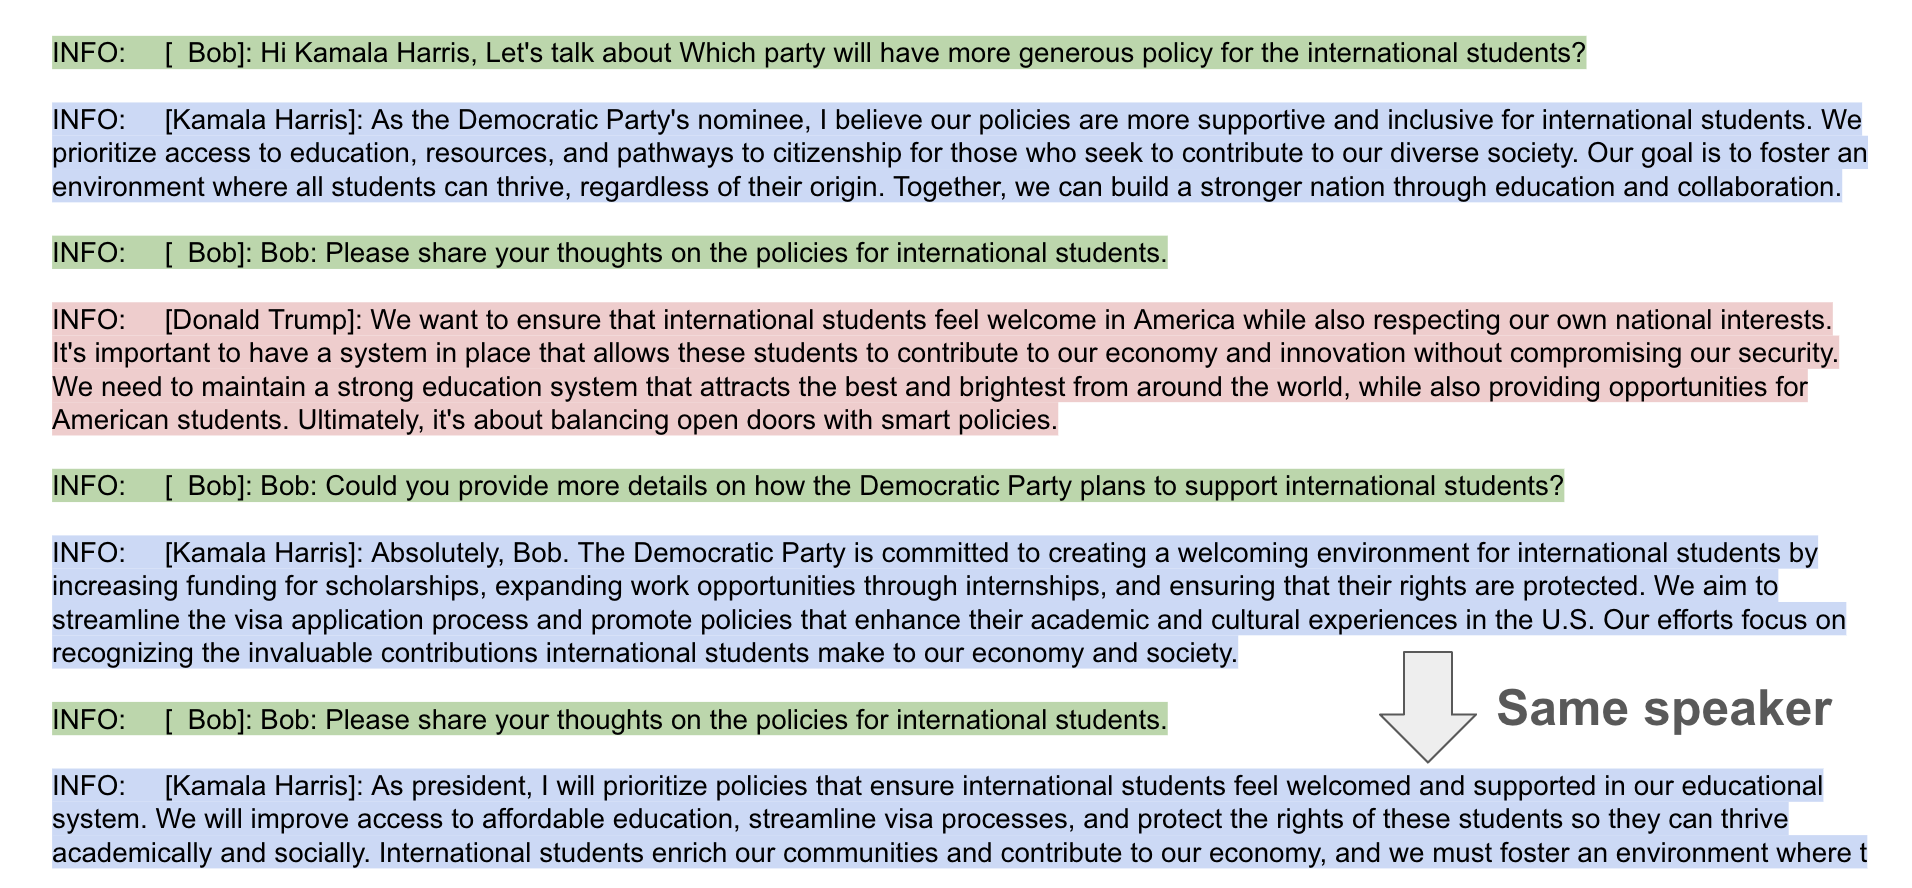 INFO: [ Bob]: Hi Kamala Harris, Let's talk about Which party will have more generous policy for the international students?
INFO: [Kamala Harris]: As the Democratic Party's nominee, I believe our policies are more supportive and inclusive for international students. We
prioritize access to education, resources, and pathways to citizenship for those who seek to contribute to our diverse society. Our goal is to foster an
environment where all students can thrive, regardless of their origin. Together, we can build a stronger nation through education and collaboration.
INFO: [ Bob]: Bob: Please share your thoughts on the policies for international students.
INFO: [Donald Trump]: We want to ensure that international students feel welcome in America while also respecting our own national interests.
It's important to have a system in place that allows these students to contribute to our economy and innovation without compromising our security.
We need to maintain a strong education system that attracts the best and brightest from around the world, while also providing opportunities for
American students. Ultimately, it's about balancing open doors with smart policies.
INFO: [ Bob]: Bob: Could you provide more details on how the Democratic Party plans to support international students?
INFO: [Kamala Harris]: Absolutely, Bob. The Democratic Party is committed to creating a welcoming environment for international students by
increasing funding for scholarships, expanding work opportunities through internships, and ensuring that their rights are protected. We aim to
streamline the visa application process and promote policies that enhance their academic and cultural experiences in the U.S. Our efforts focus on
recognizing the invaluable contributions international students make to our economy and society.
Same speaker
INFO: [ Bob]: Bob: Please share your thoughts on the policies for international students.
INFO: [Kamala Harris]: As president, I will prioritize policies that ensure international students feel welcomed and supported in our educational
system. We will improve access to affordable education, streamline visa processes, and protect the rights of these students so they can thrive
academically and socially. International students enrich our communities and contribute to our economy, and we must foster an environment where t